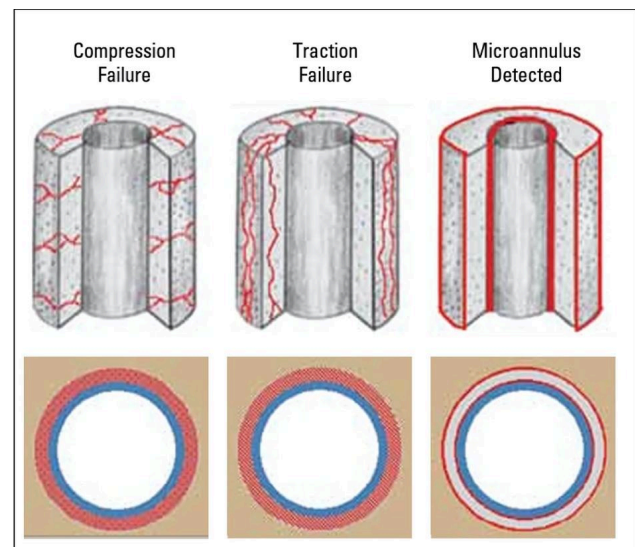 Compression
Failure
Traction
Failure
Microannulus
Detected